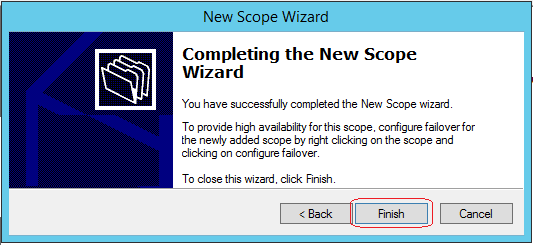 New Scope Wizard
Completing the New Scope
Wizard
You have successfully completed the New Scope wizard.
To provide high availability for this scope, configure failover for
the newly added scope by right clicking on the scope and
clicking on configure failover.
To close this wizard, click Finish.
< Back
Finish
Cancel